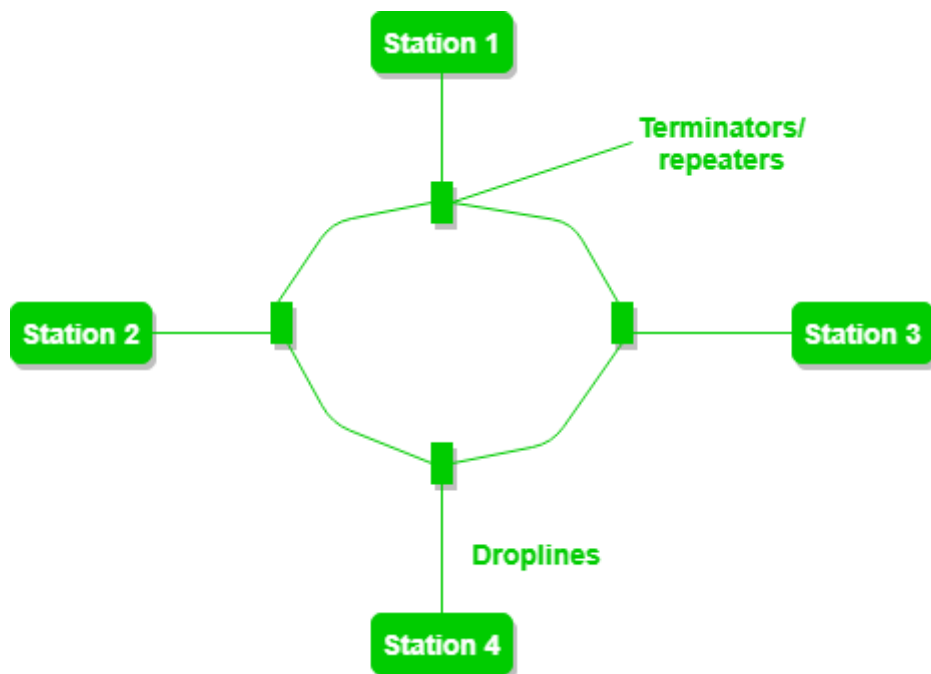 Station 1
Terminators/
repeaters
Station 2
Station 3
Droplines
Station 4